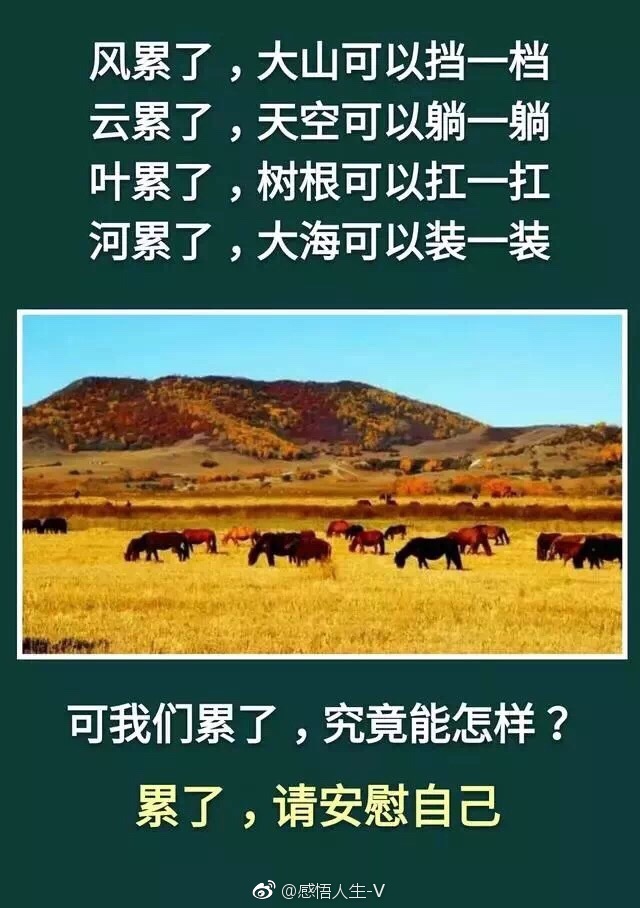 风累了，大山可以挡一档
云累了，天空可以躺一躺
叶累了，树根可以扛一扛
河累了，大海可以装一装
可我们累了，究竟能怎样？
累了，请安慰自己
@感悟人生-V